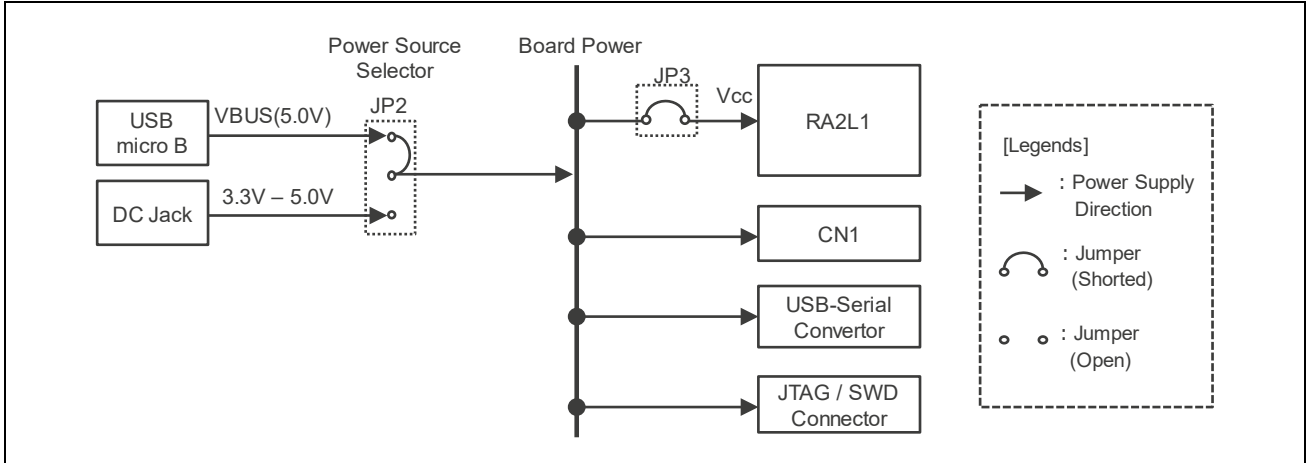 Power Source
Selector
Board Power
JP2
JP3
Vcc
USB
micro B
VBUS(5.0V)
DC Jack
3.3V – 5.0V
RA2L1
CN1
USB-Serial
Convertor
JTAG / SWD
Connector
[Legends]
: Power Supply
Direction
: Jumper
(Shorted)
: Jumper
(Open)